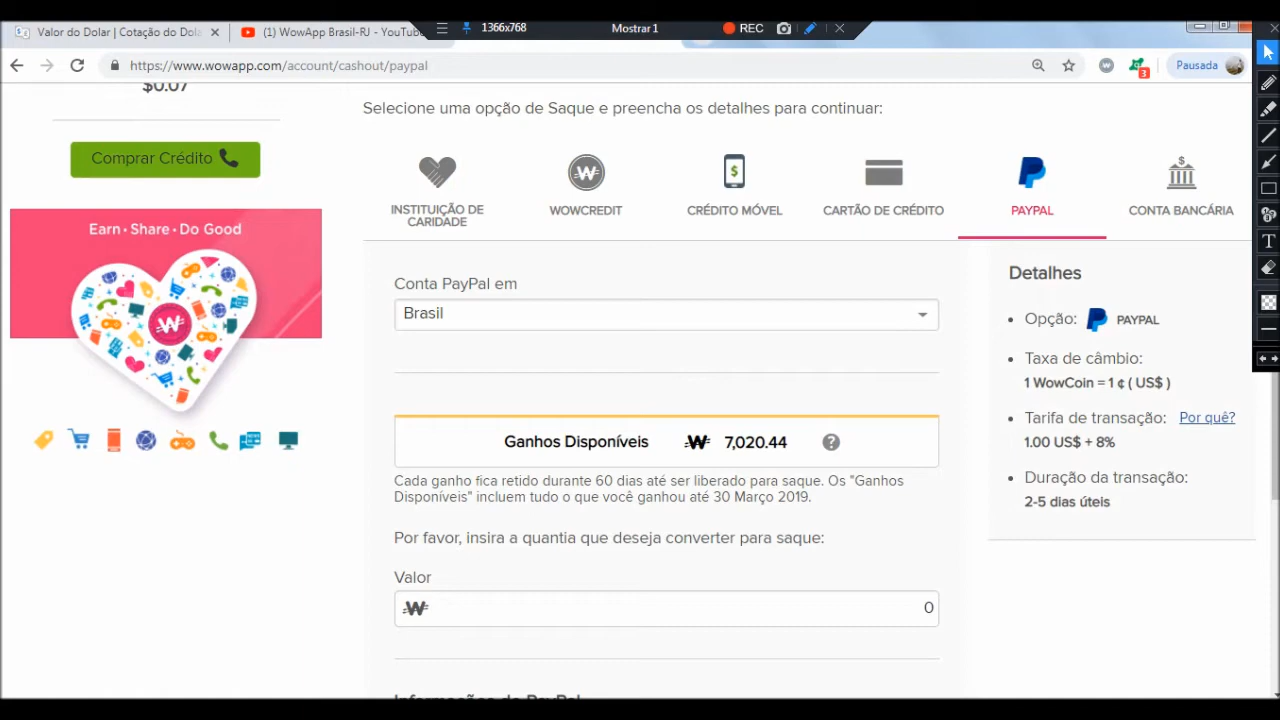 Valor do Dolar | Cotação do Dola
(1) WowApp Brasil-RJ - YouTube
1366x768
Mostrar1
REC
https://www.wowapp.com/account/cashout/paypal
Pausada
3
$0.07
Comprar Crédito
Earn · Share · Do Good
Selecione uma opção de Saque e preencha os detalhes para continuar:
INSTITUIÇÃO DE
CARIDADE
WOWCREDIT
CRÉDITO MÓVEL
CARTÃO DE CRÉDITO
PAYPAL
CONTA BANCÁRIA
Conta PayPal em
Brasil
Ganhos Disponíveis
7,020.44
?
Cada ganho fica retido durante 60 dias até ser liberado para saque. Os "Ganhos
Disponíveis" incluem tudo o que você ganhou até 30 Março 2019.
Por favor, insira a quantia que deseja converter para saque:
Valor
0
Detalhes
Opção: PAYPAL
Taxa de câmbio:
1 WowCoin = 1 ¢ ( US$ )
Tarifa de transação: Por quê?
1.00 US$ + 8%
Duração da transação:
2-5 dias úteis